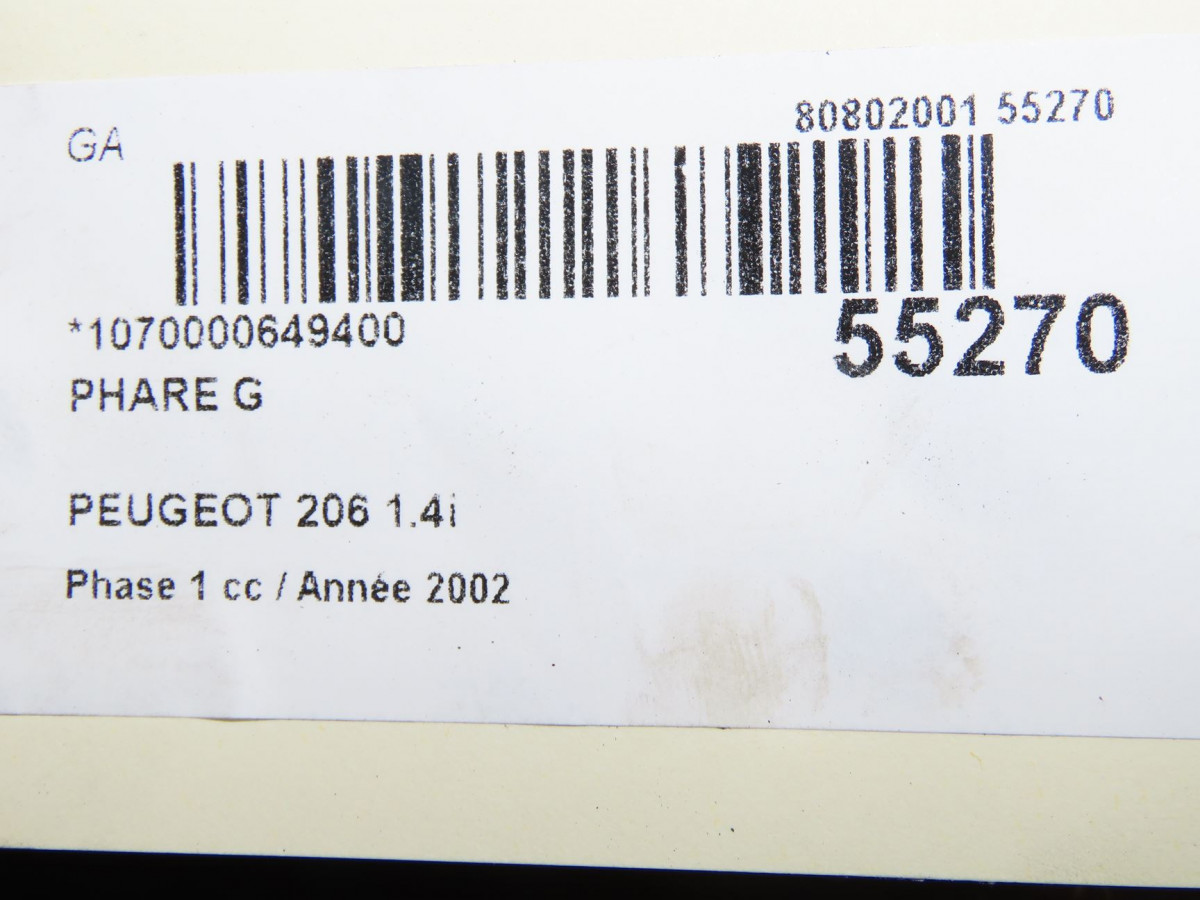 80802001 55270
GA
55270
*1070000649400
PHARE G
PEUGEOT 206 1.4i
Phase 1 cc / Année 2002